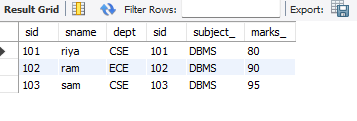 Result Grid Filter Rows: Export:
sid sname dept sid subject_ marks_
101 riya CSE 101 DBMS 80
102 ram ECE 102 DBMS 90
103 sam CSE 103 DBMS 95